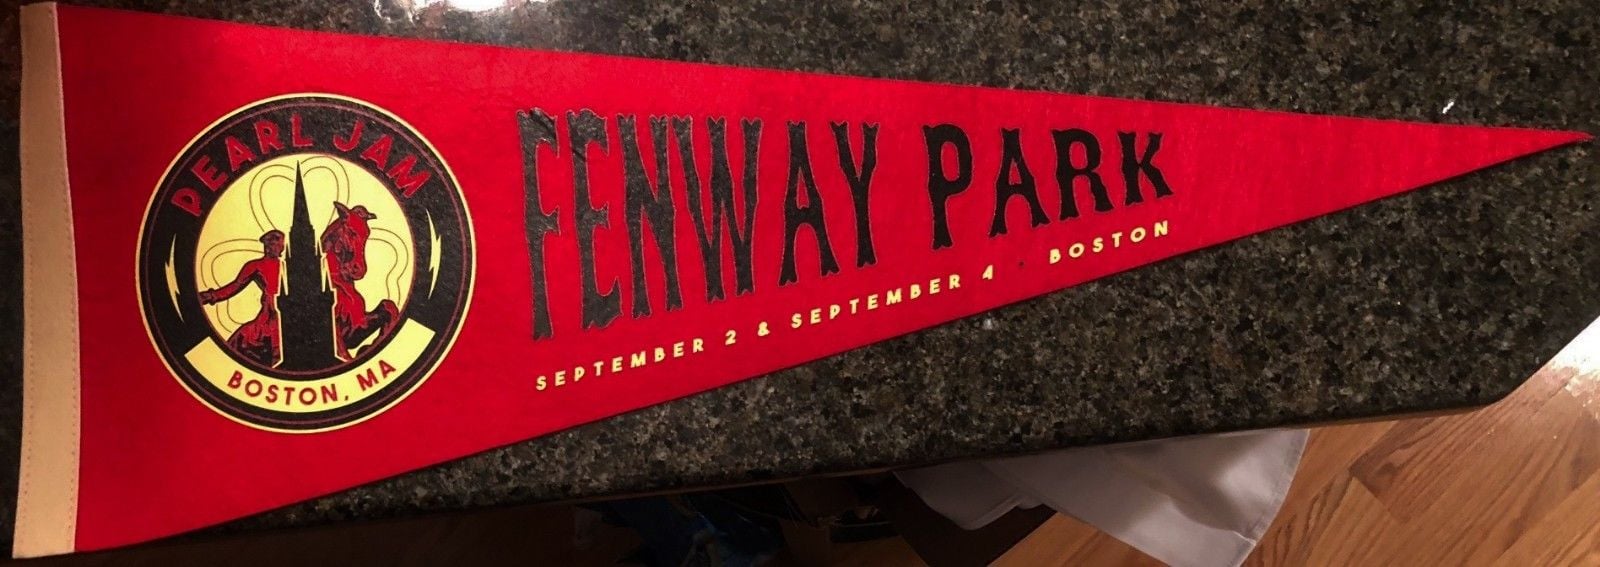 PEARL JAM
BOSTON, MA
FENWAY PARK
SEPTEMBER 2 & SEPTEMBER 4 · BOSTON